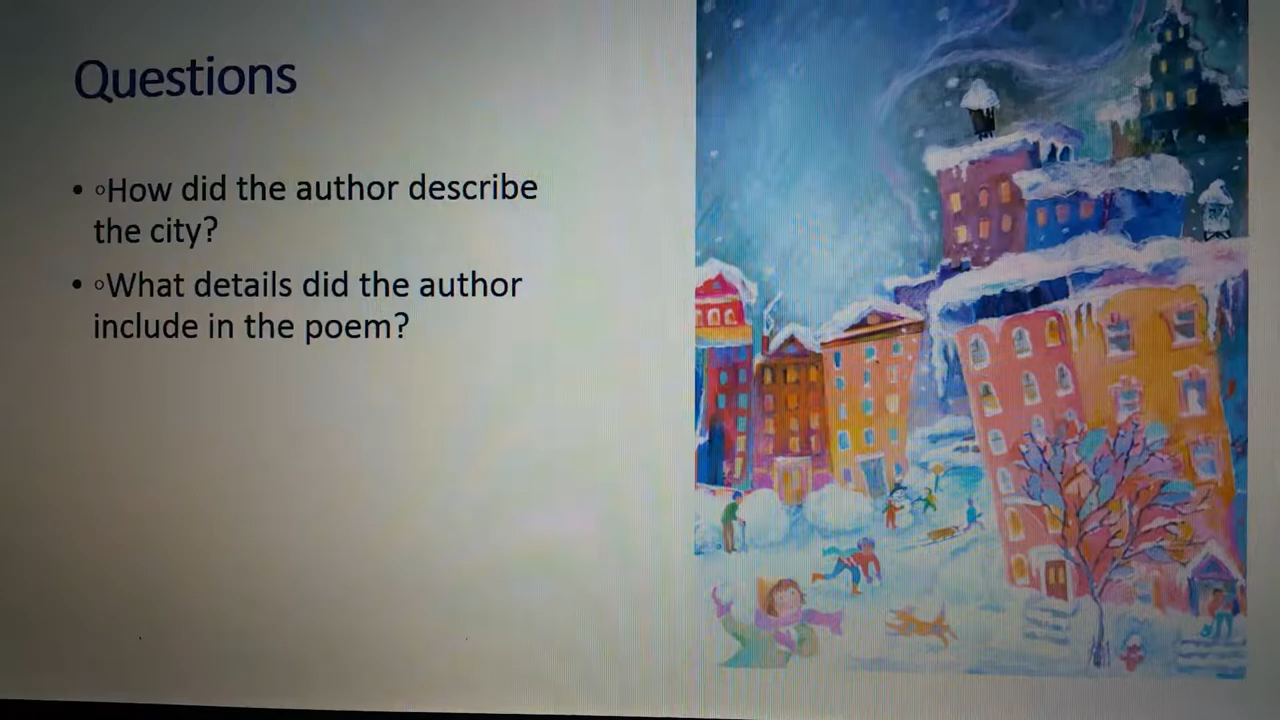 Questions
• ◦How did the author describe
the city?
• ◦What details did the author
include in the poem?